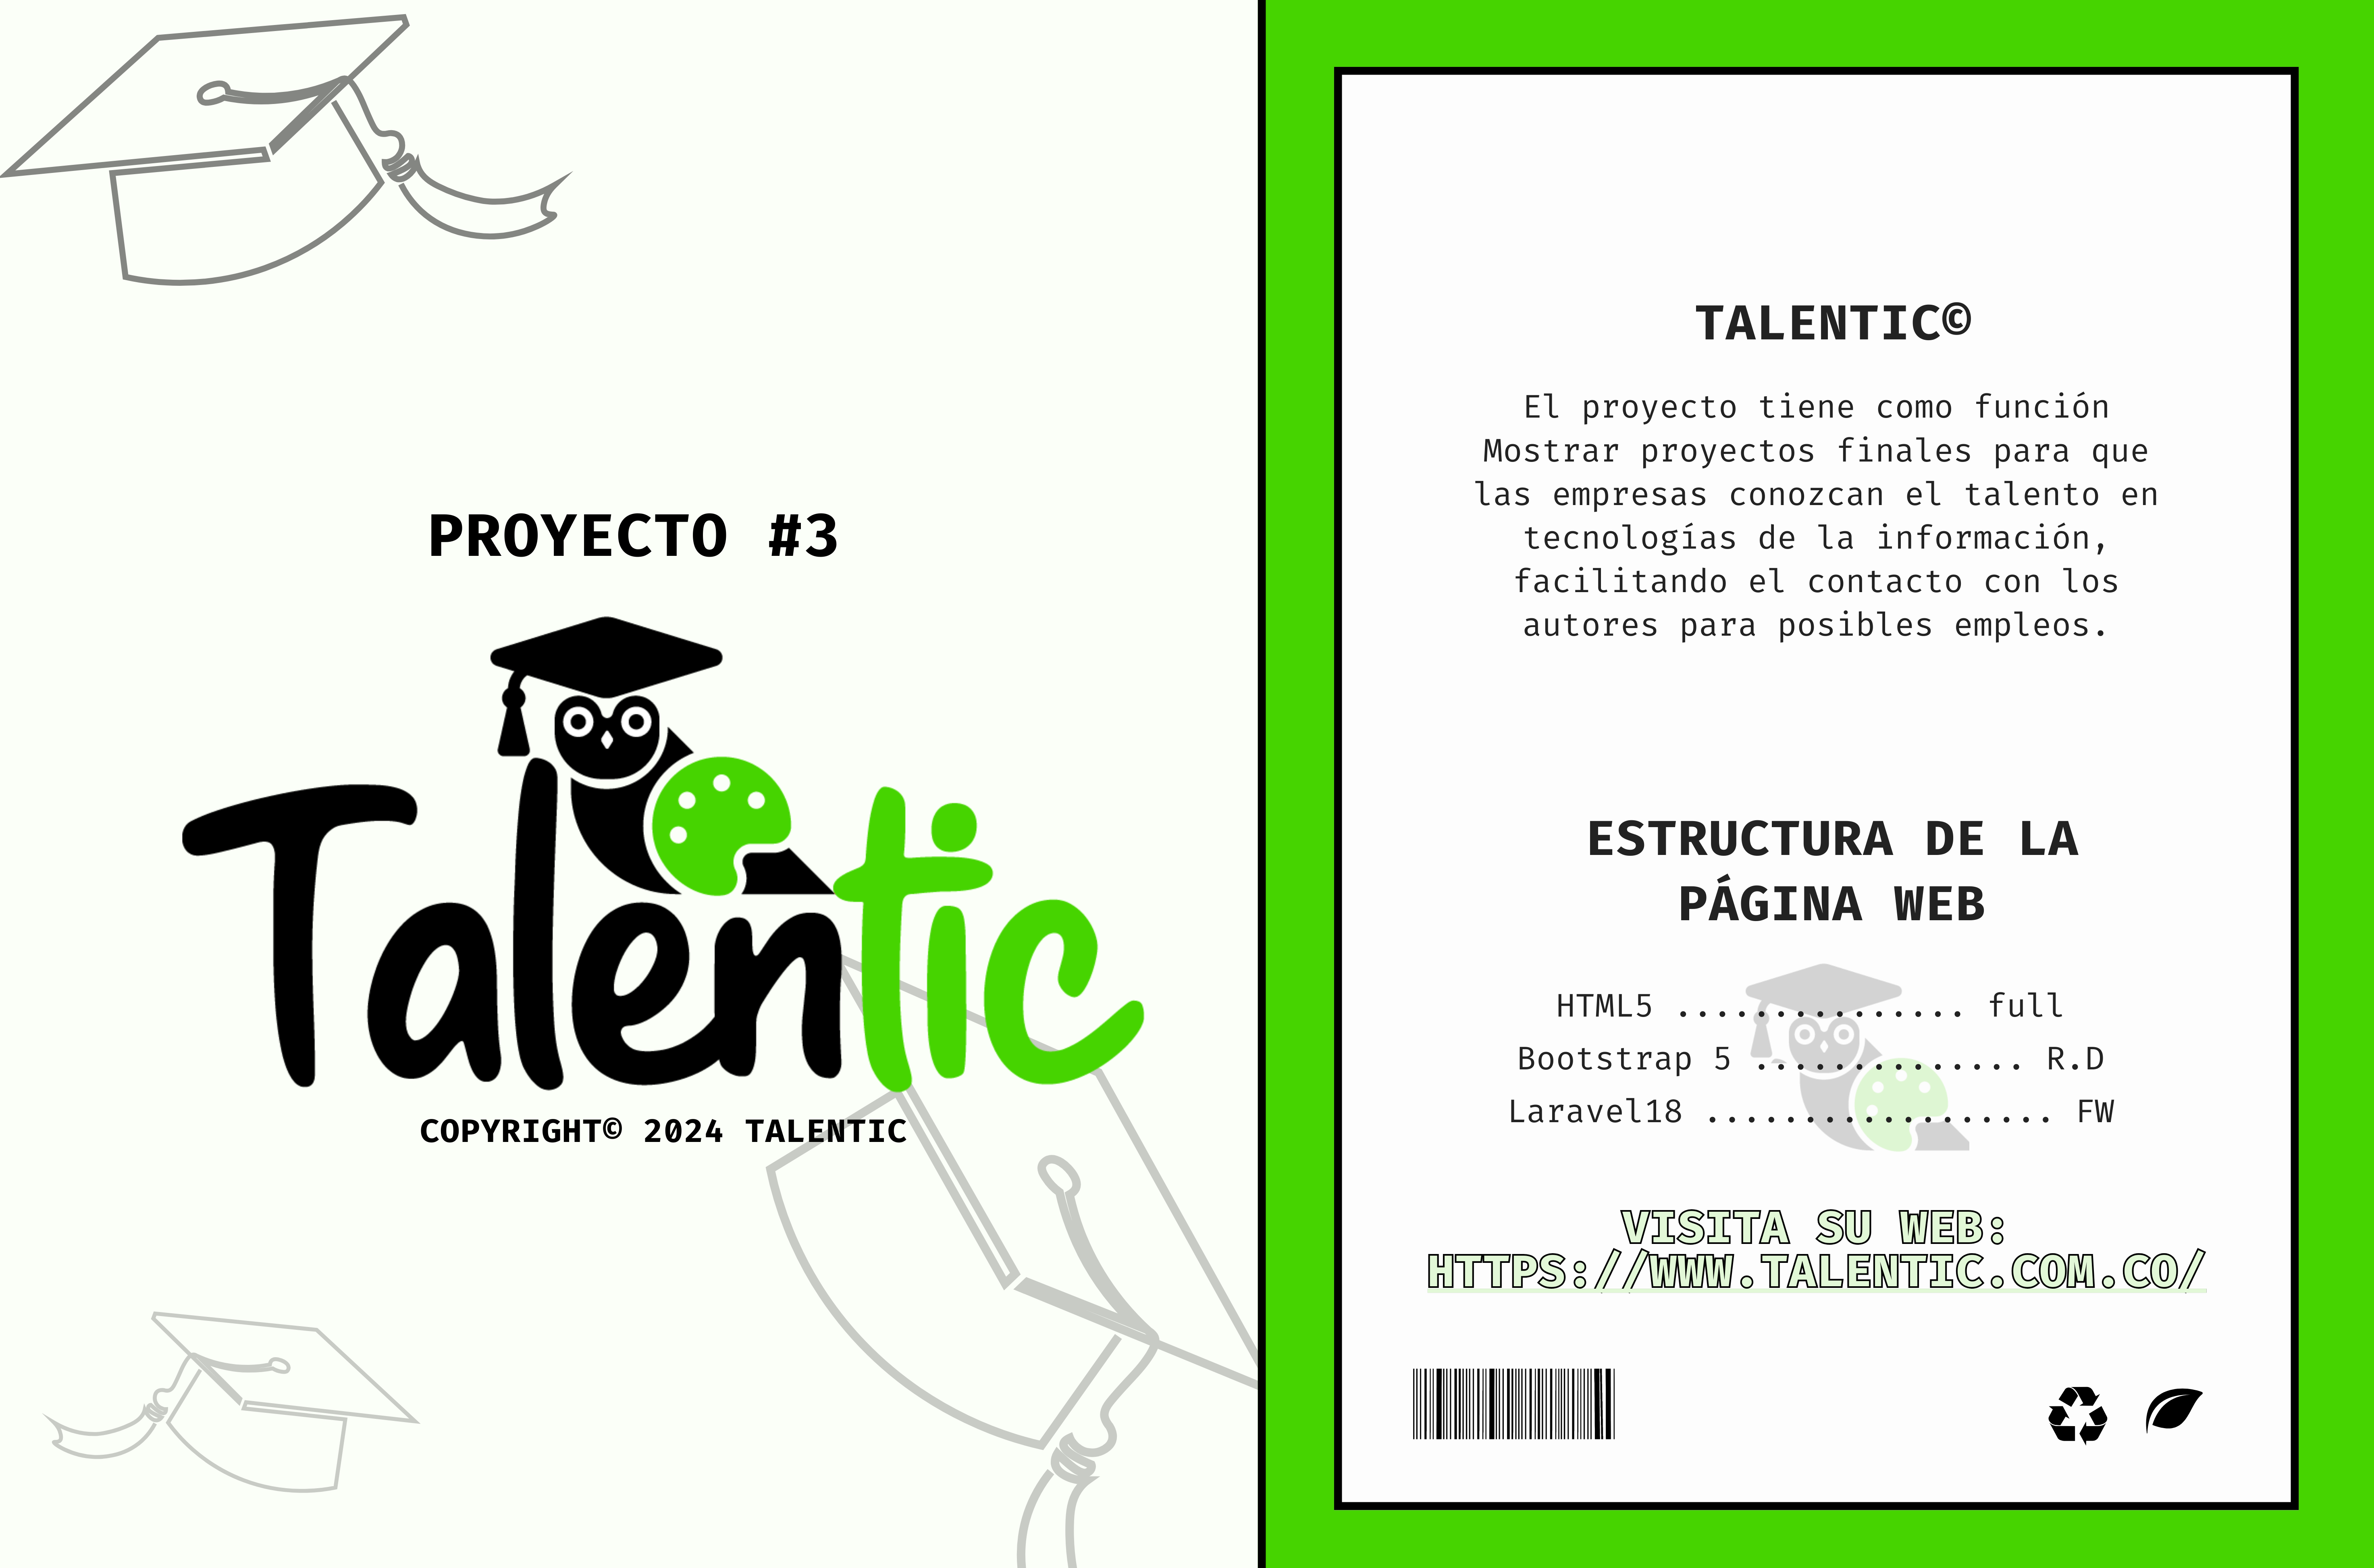 PROYECTO #3
Talentic
COPYRIGHT© 2024 TALENTIC
TALENTIC©
El proyecto tiene como función
Mostrar proyectos finales para que
las empresas conozcan el talento en
tecnologías de la información,
facilitando el contacto con los
autores para posibles empleos.
ESTRUCTURA DE LA
PÁGINA WEB
HTML5 ............... full
Bootstrap 5 .............. R.D
Laravel18 .................. FW
VISITA SU WEB:
HTTPS://WWW.TALENTIC.COM.CO/